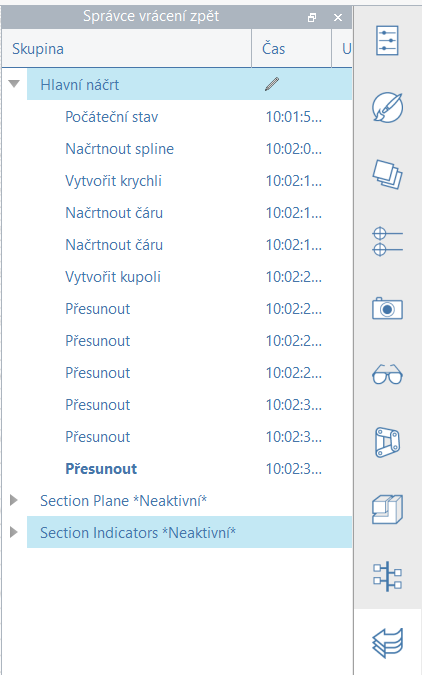 Správce vrácení zpět
Skupina Čas U
Hlavní náčrt
Počáteční stav 10:01:5...
Načrtnout spline 10:02:0...
Vytvořit krychli 10:02:1...
Načrtnout čáru 10:02:1...
Načrtnout čáru 10:02:1...
Vytvořit kupoli 10:02:2...
Přesunout 10:02:2...
Přesunout 10:02:2...
Přesunout 10:02:2...
Přesunout 10:02:3...
Přesunout 10:02:3...
Přesunout 10:02:3...
Section Plane *Neaktivní*
Section Indicators *Neaktivní*